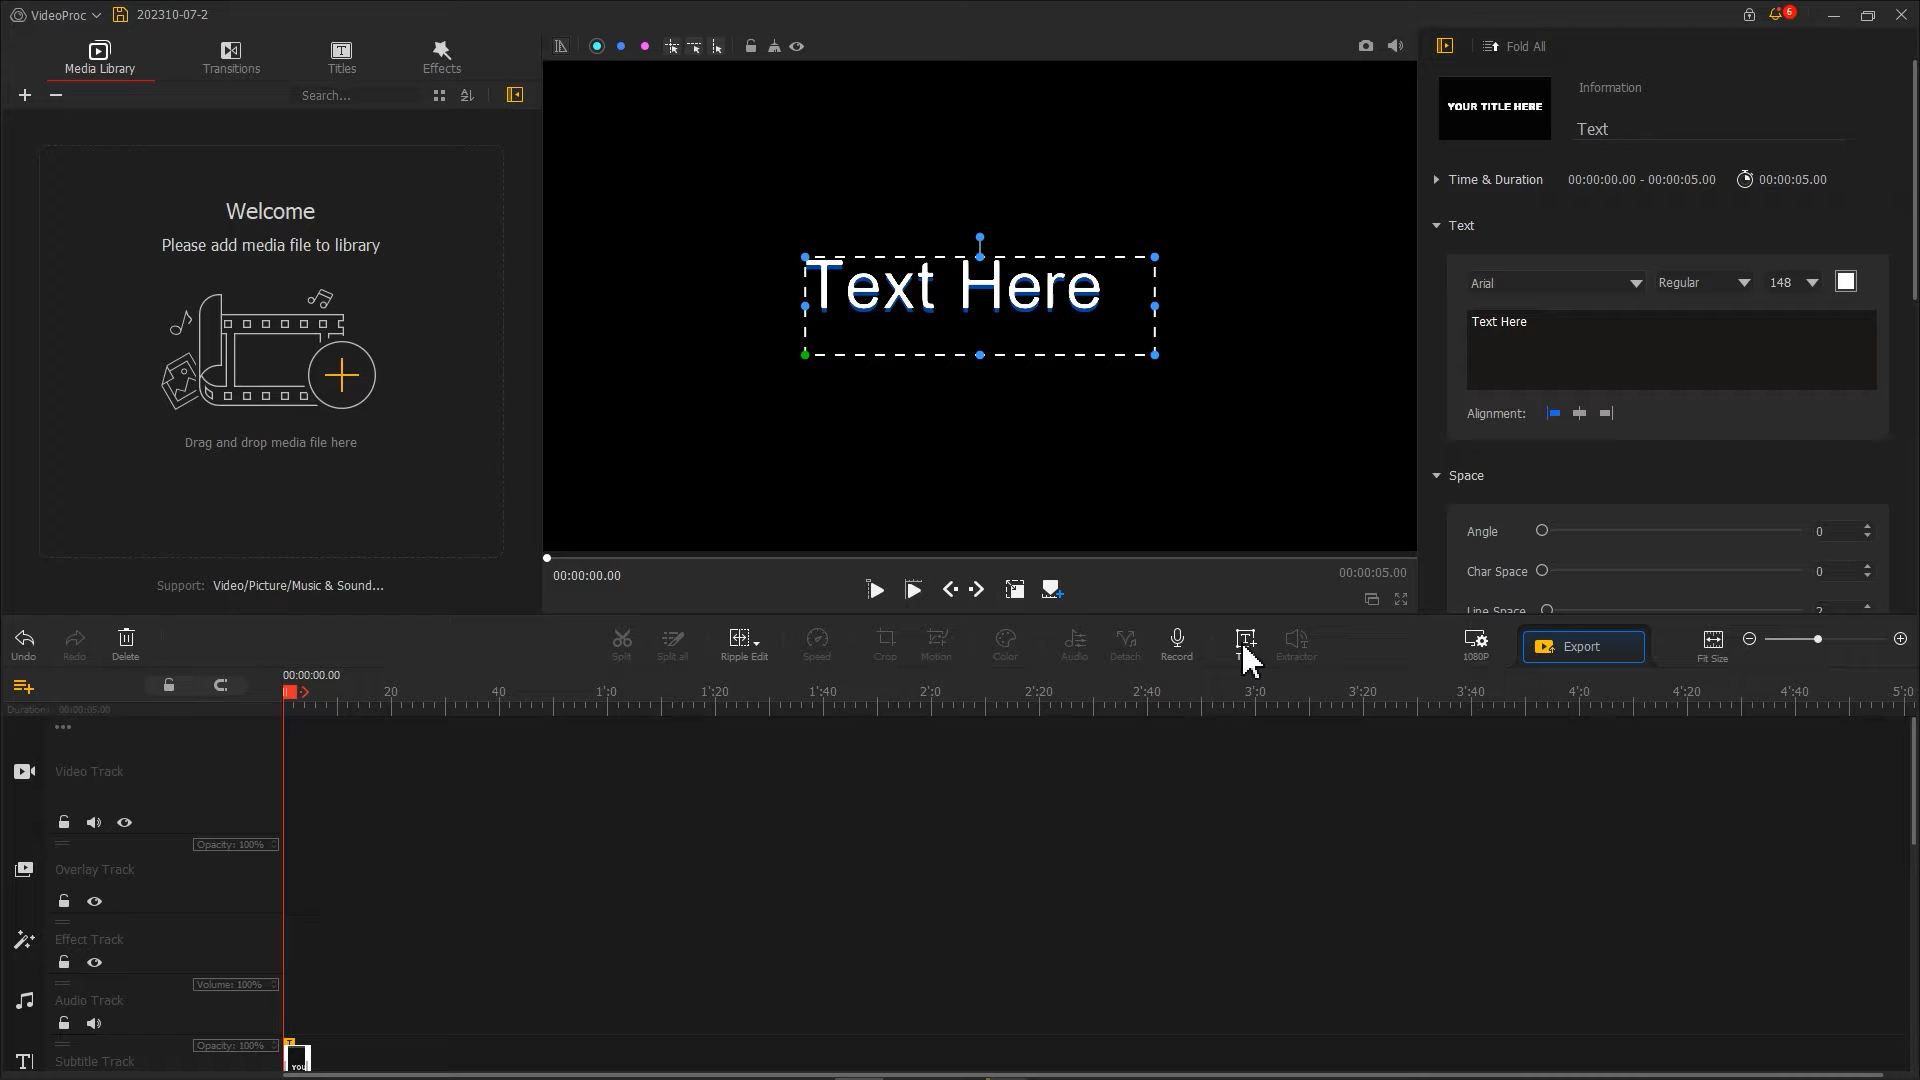 VideoProc
202310-07-2
6
Media Library
Transitions
Titles
Effects
Search...
Fold All
YOUR TITLE HERE
Information
Text
Time & Duration
00:00:00.00 - 00:00:05.00
00:00:05.00
Text
Arial
Regular
148
Text Here
Alignment:
Space
Angle
0
Char Space
0
Line Space
2
Welcome
Please add media file to library
Drag and drop media file here
Support: Video/Picture/Music & Sound...
Text Here
00:00:00.00
00:00:05.00
Undo
Redo
Delete
Split
Split all
Ripple Edit
Speed
Crop
Motion
Color
Audio
Detach
Record
Extractor
1080P
Export
Fit Size
00:00:00.00
20
40
1'0
1'20
1'40
2'0
2'20
2'40
3'0
3'20
3'40
4'0
4'20
4'40
5'0
Duration: 00:00:05.00
Video Track
Opacity: 100%
Overlay Track
Effect Track
Volume: 100%
Audio Track
Opacity: 100%
Subtitle Track
YOU